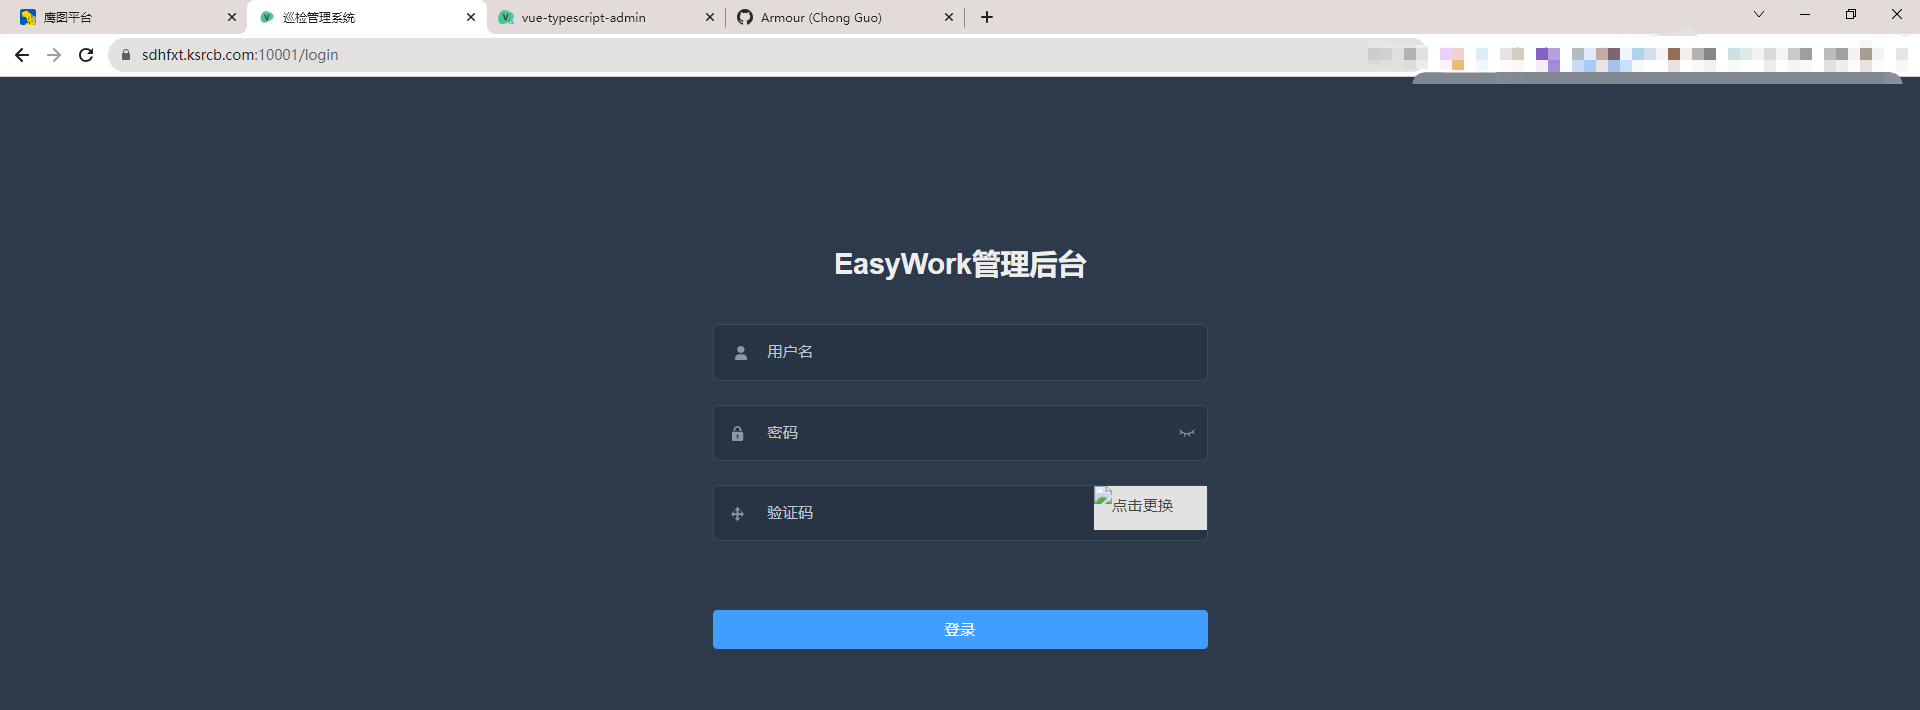 鹰图平台
巡检管理系统
vue-typescript-admin
Armour (Chong Guo)
sdhfxt.ksrcb.com:10001/login
EasyWork管理后台
用户名
密码
验证码
点击更换
登录